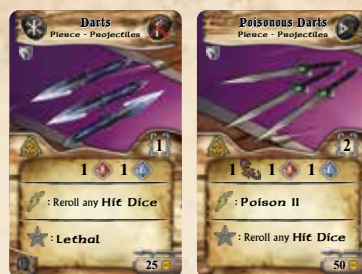 Darts
Pierce - Projectiles
1
1 1
: Reroll any Hit Dice
: Lethal
25
Poisonous Darts
Pierce - Projectiles
2
1 1 1
: Poison II
: Reroll any Hit Dice
50